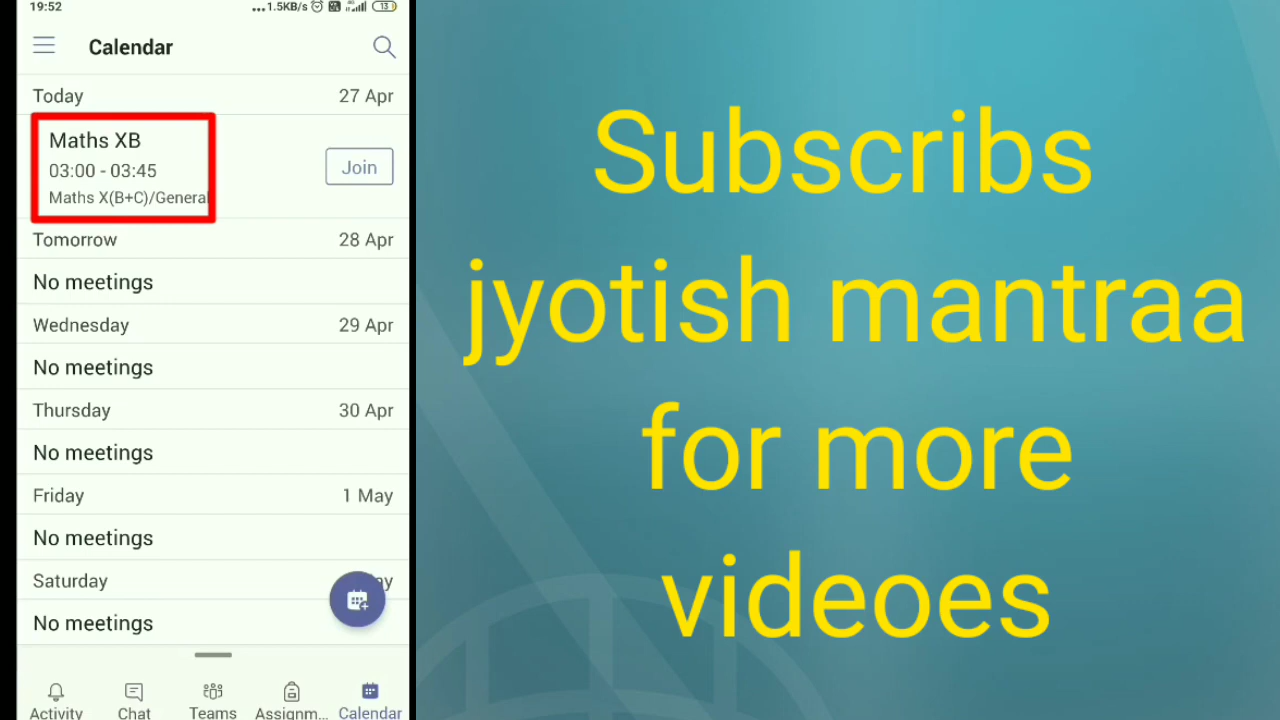 19:52
...1.5KB/s
13
Calendar
Today 27 Apr
Maths XB
03:00 - 03:45
Join
Maths X(B+C)/General
Tomorrow 28 Apr
No meetings
Wednesday 29 Apr
No meetings
Thursday 30 Apr
No meetings
Friday 1 May
No meetings
Saturday
No meetings
Activity Chat Teams Assignm... Calendar
Subscribs
jyotish mantraa
for more
videoes